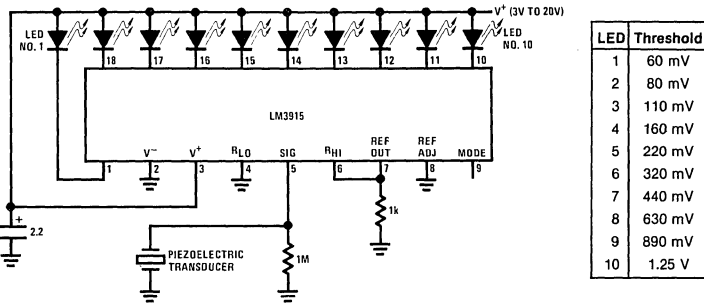 V+ (3V TO 20V)
LED
NO. 1
LED
NO. 10
18 17 16 15 14 13 12 11 10
LM3915
V− V+ RLO SIG RHI REF OUT REF ADJ MODE
1 2 3 4 5 6 7 8 9
+
2.2
1k
PIEZOELECTRIC
TRANSDUCER
1M
LED Threshold
1 60 mV
2 80 mV
3 110 mV
4 160 mV
5 220 mV
6 320 mV
7 440 mV
8 630 mV
9 890 mV
10 1.25 V